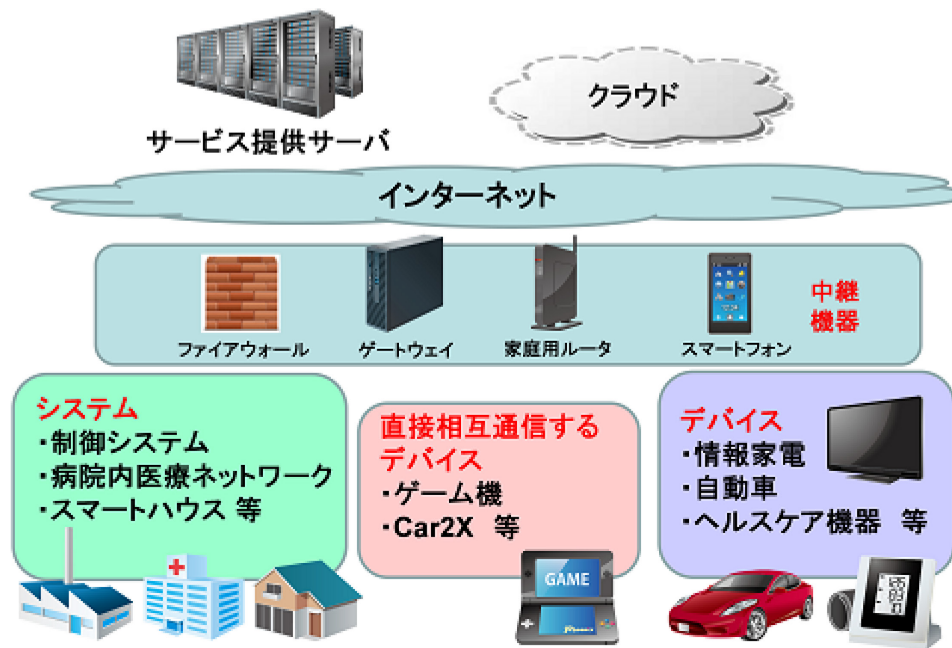 クラウド
サービス提供サーバ
インターネット
中継
機器
ファイアウォール
ゲートウェイ
家庭用ルータ
スマートフォン
システム
・制御システム
・病院内医療ネットワーク
・スマートハウス 等
直接相互通信する
デバイス
・ゲーム機
・Car2X 等
デバイス
・情報家電
・自動車
・ヘルスケア機器 等
GAME